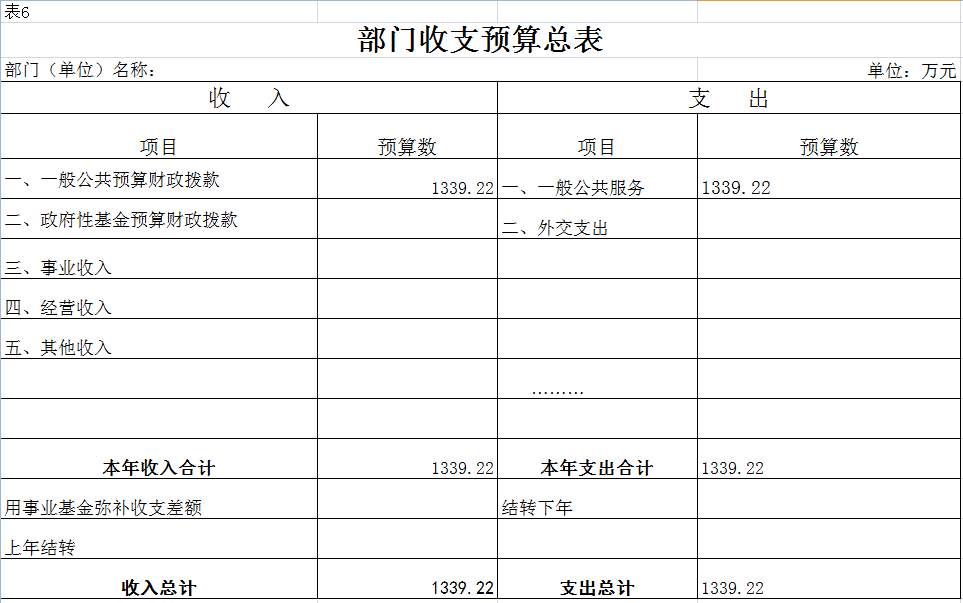 表6
部门收支预算总表
部门（单位）名称： 单位：万元
收 入 支 出
项目 预算数 项目 预算数
一、一般公共预算财政拨款 1339.22 一、一般公共服务 1339.22
二、政府性基金预算财政拨款 二、外交支出
三、事业收入
四、经营收入
五、其他收入
………
本年收入合计 1339.22 本年支出合计 1339.22
用事业基金弥补收支差额 结转下年
上年结转
收入总计 1339.22 支出总计 1339.22